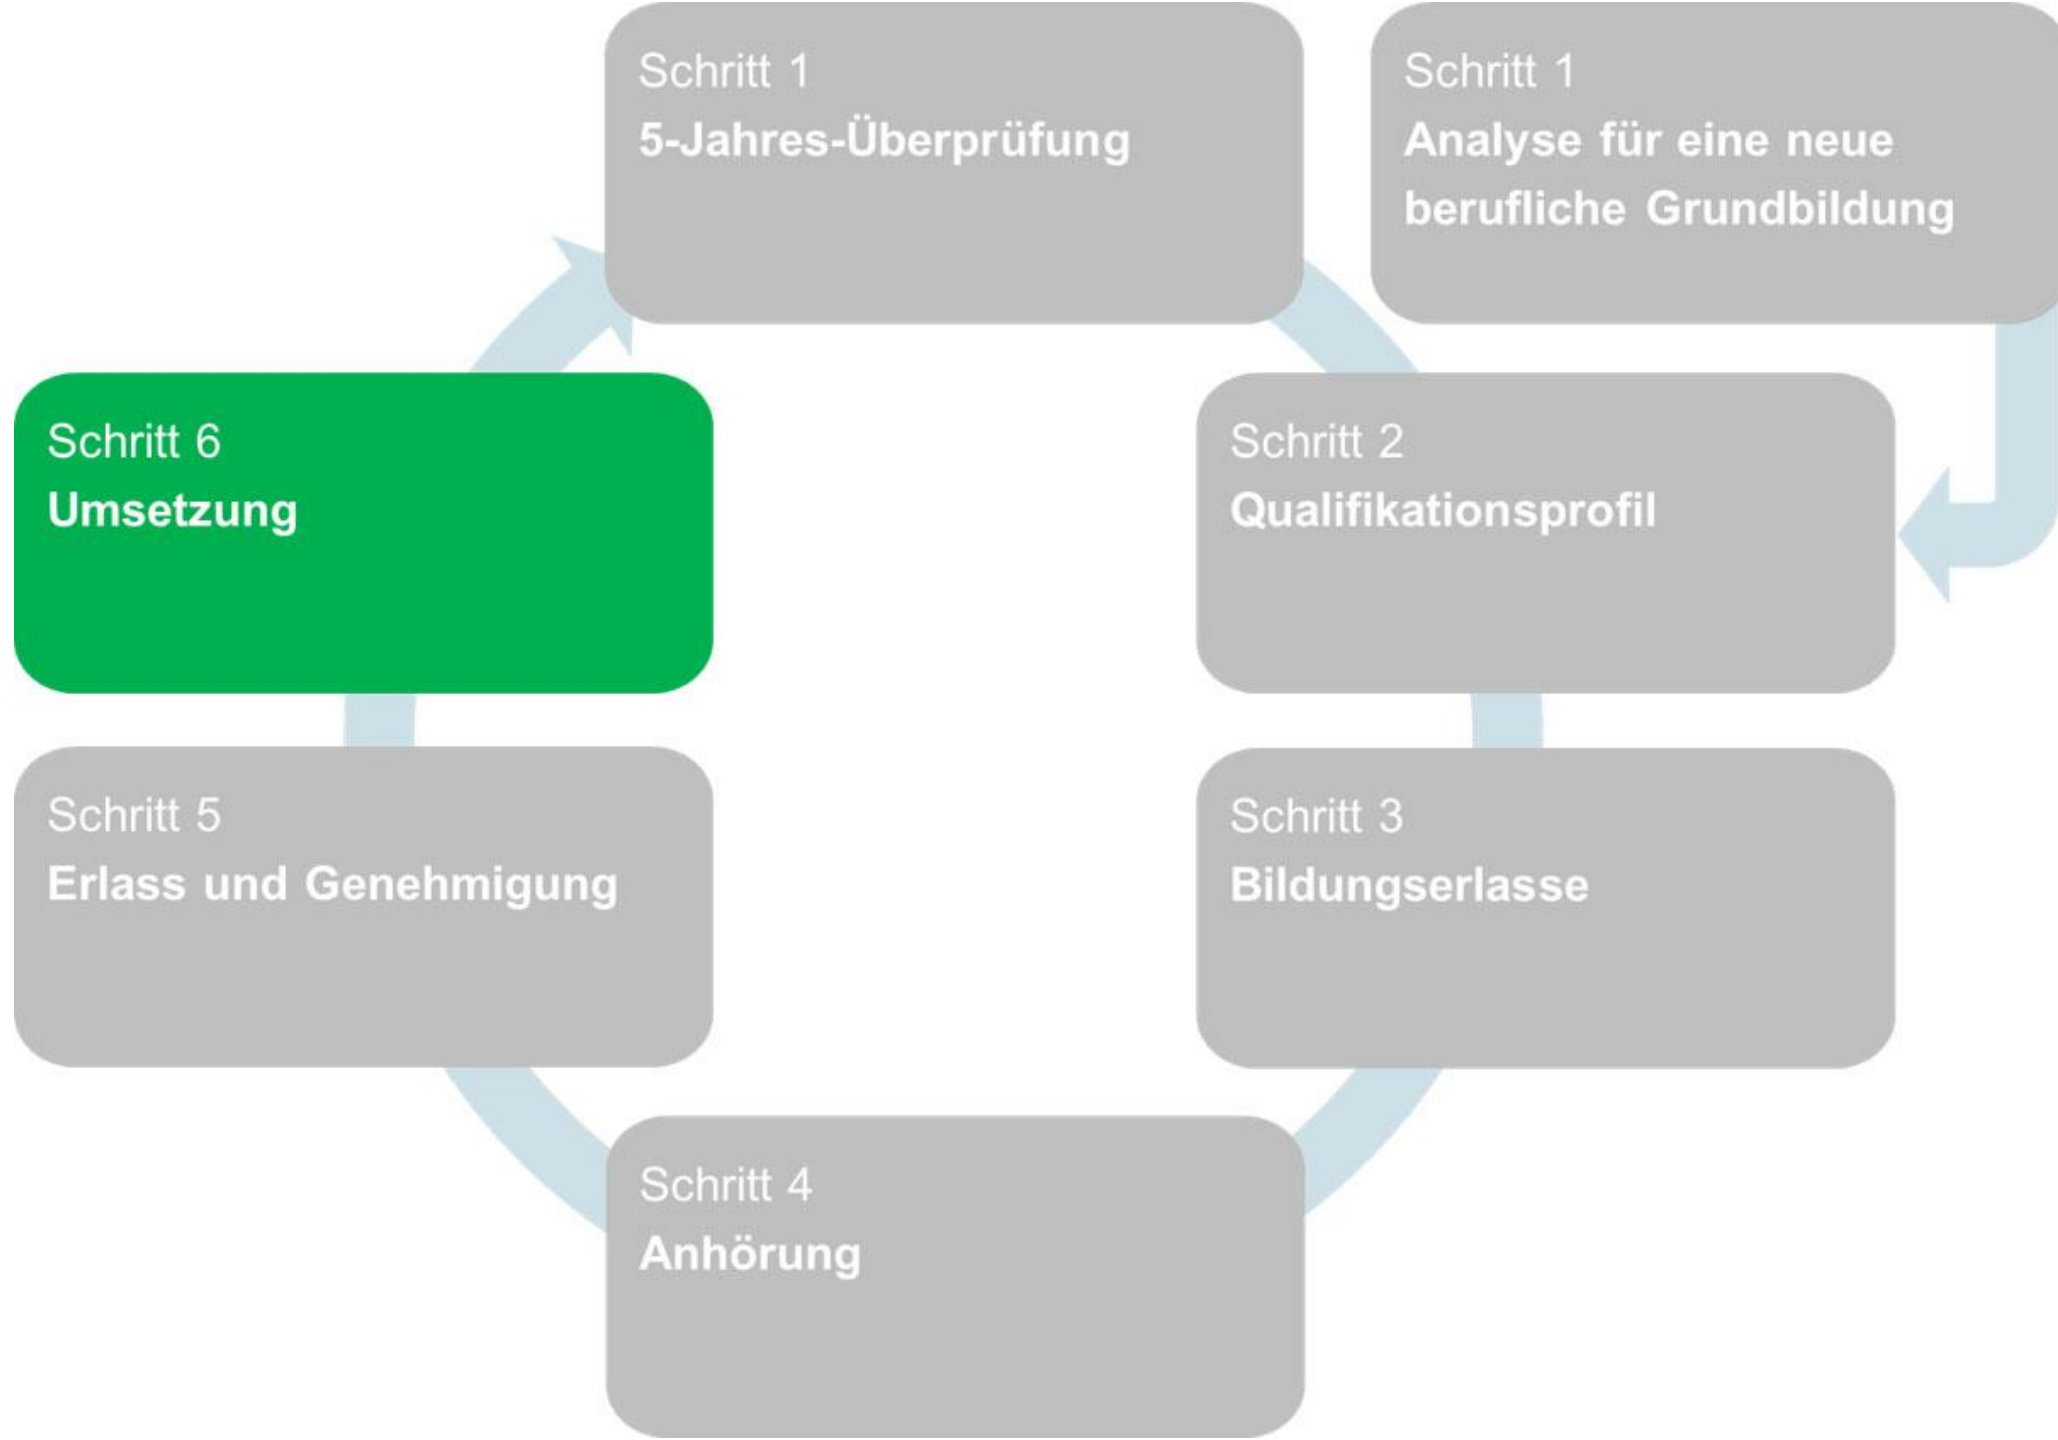 Schritt 1
5-Jahres-Überprüfung
Schritt 1
Analyse für eine neue
berufliche Grundbildung
Schritt 6
Umsetzung
Schritt 2
Qualifikationsprofil
Schritt 5
Erlass und Genehmigung
Schritt 3
Bildungserlasse
Schritt 4
Anhörung